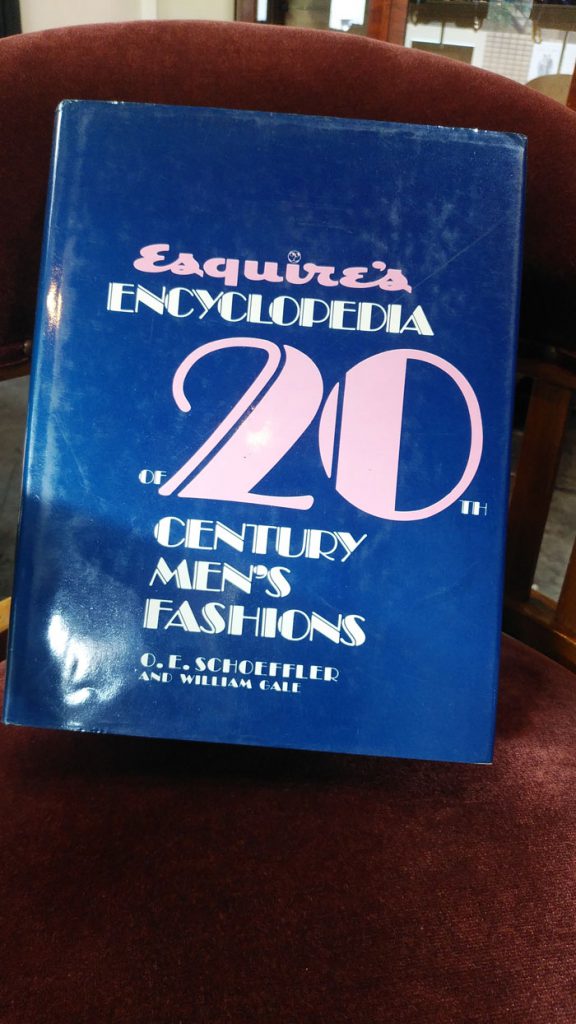 Esquire's
ENCYCLOPEDIA
OF 20TH
CENTURY
MEN'S
FASHIONS
O. E. SCHOEFFLER
AND WILLIAM GALE